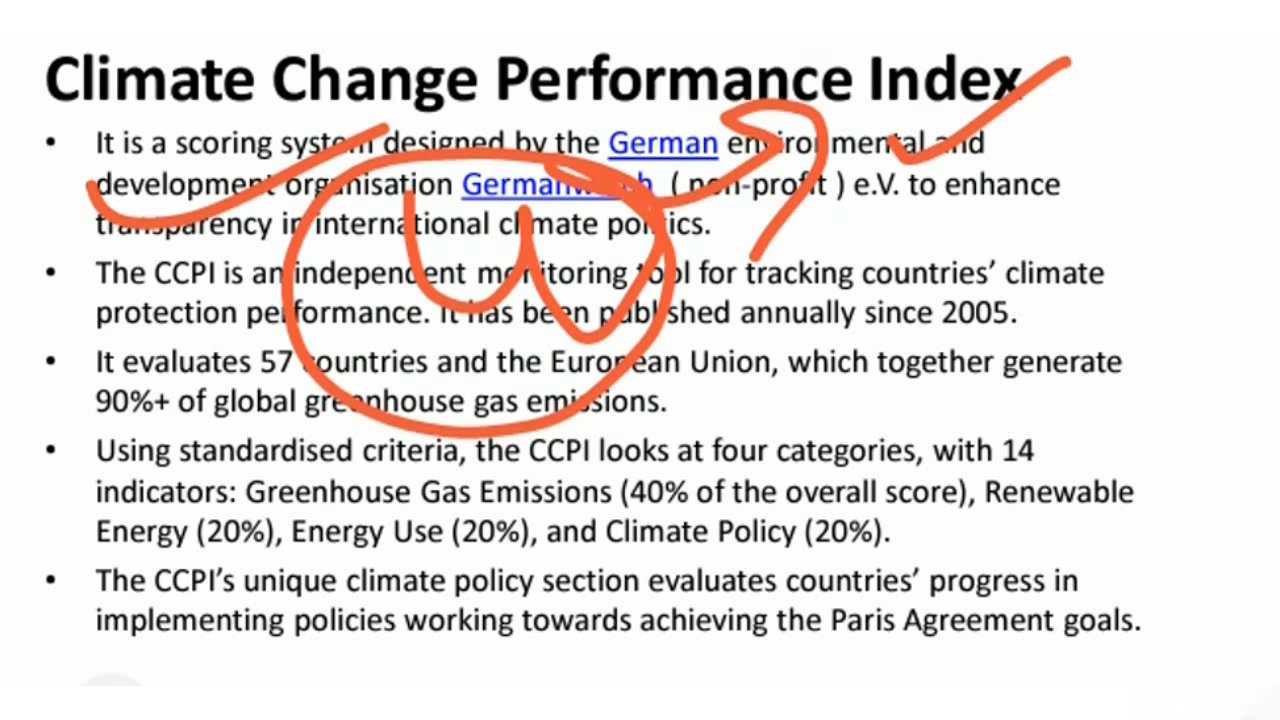 Climate Change Performance Index
• It is a scoring system designed by the German environmental and
development organisation Germanwatch ( non-profit ) e.V. to enhance
transparency in international climate politics.
• The CCPI is an independent monitoring tool for tracking countries’ climate
protection performance. It has been published annually since 2005.
• It evaluates 57 countries and the European Union, which together generate
90%+ of global greenhouse gas emissions.
• Using standardised criteria, the CCPI looks at four categories, with 14
indicators: Greenhouse Gas Emissions (40% of the overall score), Renewable
Energy (20%), Energy Use (20%), and Climate Policy (20%).
• The CCPI’s unique climate policy section evaluates countries’ progress in
implementing policies working towards achieving the Paris Agreement goals.